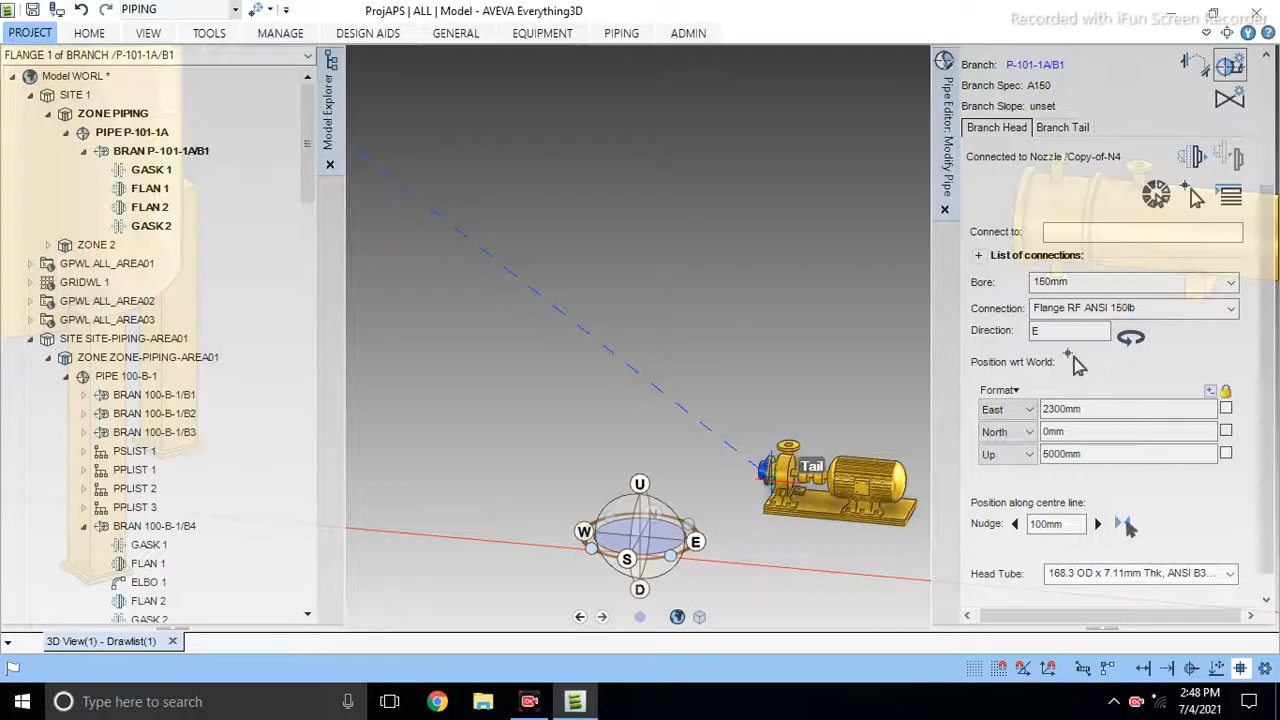 PIPING
ProjAPS | ALL | Model - AVEVA Everything3D
Recorded with iFun Screen Recorder
PROJECT HOME VIEW TOOLS MANAGE DESIGN AIDS GENERAL EQUIPMENT PIPING ADMIN
FLANGE 1 of BRANCH /P-101-1A/B1
Model WORL *
SITE 1
ZONE PIPING
PIPE P-101-1A
BRAN P-101-1A/B1
GASK 1
FLAN 1
FLAN 2
GASK 2
ZONE 2
GPWL ALL_AREA01
GRIDWL 1
GPWL ALL_AREA02
GPWL ALL_AREA03
SITE SITE-PIPING-AREA01
ZONE ZONE-PIPING-AREA01
PIPE 100-B-1
BRAN 100-B-1/B1
BRAN 100-B-1/B2
BRAN 100-B-1/B3
PSLIST 1
PPLIST 1
PPLIST 2
PPLIST 3
BRAN 100-B-1/B4
GASK 1
FLAN 1
ELBO 1
FLAN 2
GASK 2
Model Explorer
Tail
U
W
E
S
D
Pipe Editor: Modify Pipe
Branch: P-101-1A/B1
Branch Spec: A150
Branch Slope: unset
Branch Head Branch Tail
Connected to Nozzle /Copy-of-N4
Connect to:
+ List of connections:
Bore: 150mm
Connection: Flange RF ANSI 150lb
Direction: E
Position wrt World:
Format
East 2300mm
North 0mm
Up 5000mm
Position along centre line:
Nudge: 100mm
Head Tube: 168.3 OD x 7.11mm Thk, ANSI B3...
3D View(1) - Drawlist(1)
Type here to search
2:48 PM
7/4/2021